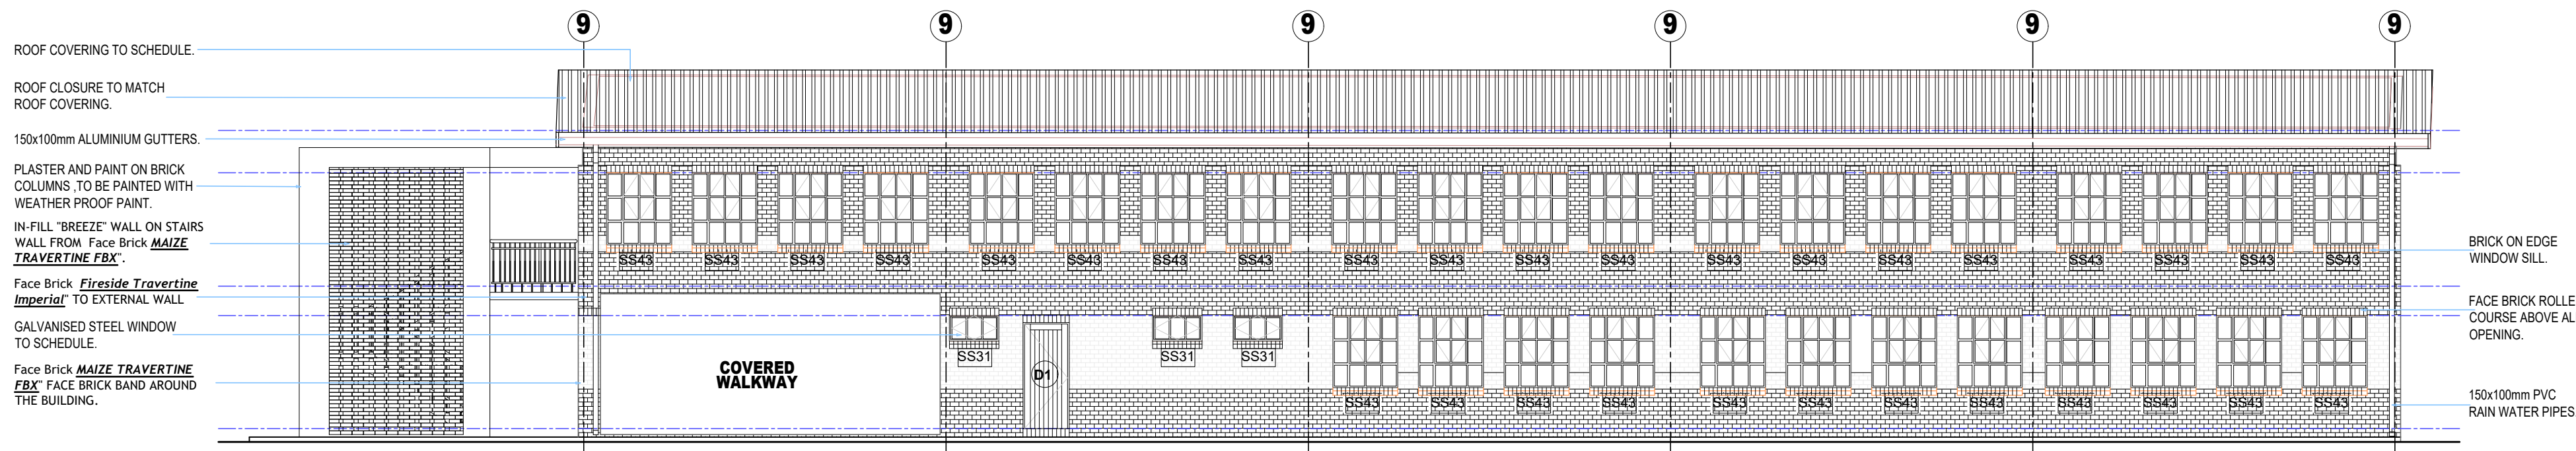 9 9 9 9 9 9
ROOF COVERING TO SCHEDULE.
ROOF CLOSURE TO MATCH
ROOF COVERING.
150x100mm ALUMINIUM GUTTERS.
PLASTER AND PAINT ON BRICK
COLUMNS ,TO BE PAINTED WITH
WEATHER PROOF PAINT.
IN-FILL "BREEZE" WALL ON STAIRS
WALL FROM Face Brick MAIZE
TRAVERTINE FBX".
Face Brick Fireside Travertine
Imperial" TO EXTERNAL WALL
GALVANISED STEEL WINDOW
TO SCHEDULE.
Face Brick MAIZE TRAVERTINE
FBX" FACE BRICK BAND AROUND
THE BUILDING.
SS43 SS43 SS43 SS43 SS43 SS43 SS43 SS43 SS43 SS43 SS43 SS43 SS43 SS43 SS43 SS43 SS43 SS43 SS43 SS43
COVERED
WALKWAY
SS31 D1 SS31 SS31
SS43 SS43 SS43 SS43 SS43 SS43 SS43 SS43 SS43 SS43 SS43 SS43
BRICK ON EDGE
WINDOW SILL.
FACE BRICK ROLLE
COURSE ABOVE AL
OPENING.
150x100mm PVC
RAIN WATER PIPES